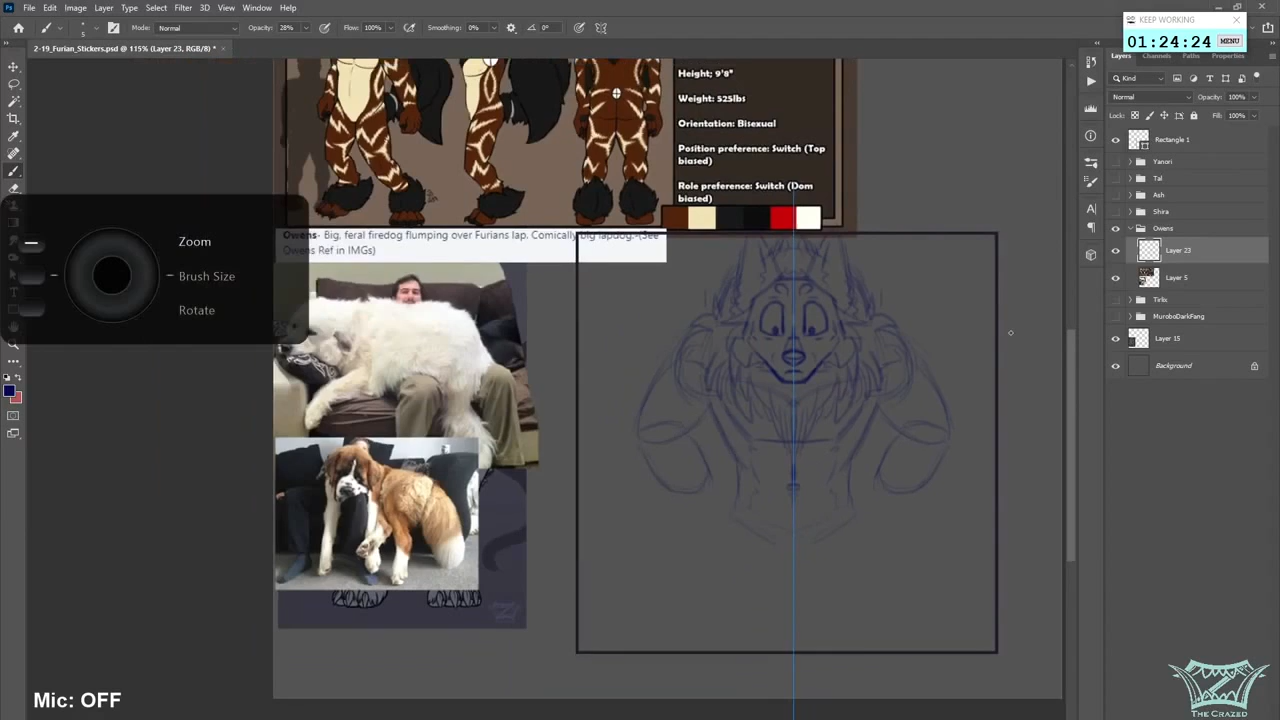 File Edit Image Layer Type Select Filter 3D View Window Help
Mode: Normal Opacity: 28% Flow: 100% Smoothing: 0% 0°
2-19_Furian_Stickers.psd @ 115% (Layer 23, RGB/8) *
KEEP WORKING
01:24:24 MENU
Layers Channels Paths Properties
Kind
Normal Opacity: 100%
Lock: Fill: 100%
Rectangle 1
Yanori
Tal
Ash
Shira
Owens
Layer 23
Layer 5
Tirlix
MuroboDarkFang
Layer 15
Background
Height; 9'8"
Weight: 525lbs
Orientation: Bisexual
Position preference: Switch (Top
biased)
Role preference: Switch (Dom
biased)
Owens- Big, feral firedog flumping over Furians lap. Comically big lapdog.-(See
Owens Ref in IMGs)
Zoom
Brush Size
Rotate
Mic: OFF
THE CRAZED